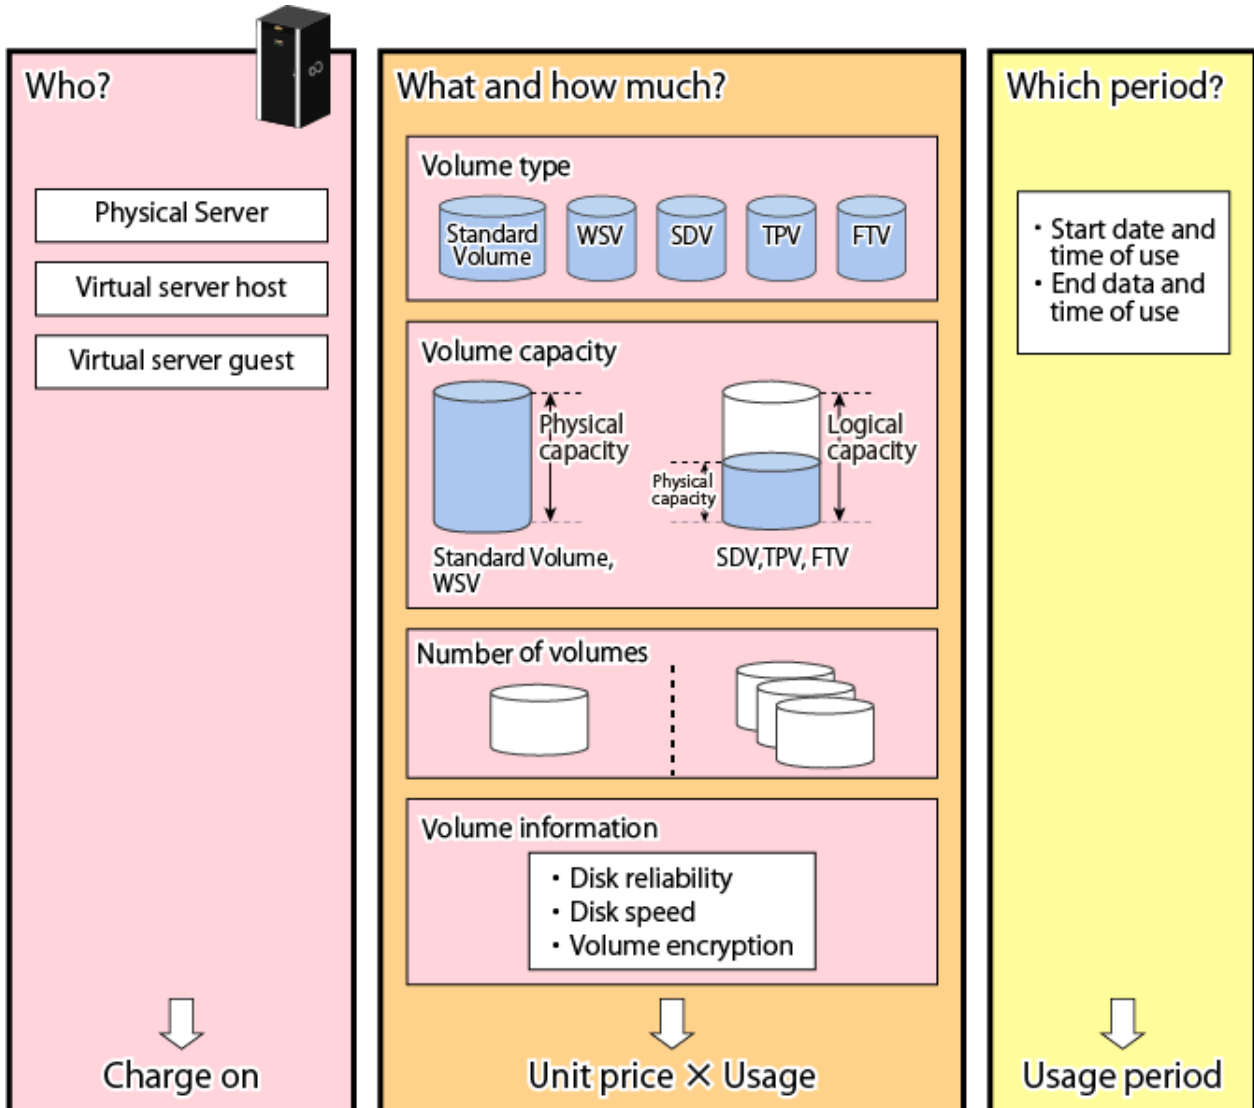 Who?
Physical Server
Virtual server host
Virtual server guest
Charge on
What and how much?
Volume type
Standard
Volume
WSV
SDV
TPV
FTV
Volume capacity
Physical
capacity
Standard Volume,
WSV
Logical
capacity
Physical
capacity
SDV,TPV, FTV
Number of volumes
Volume information
・Disk reliability
・Disk speed
・Volume encryption
Unit price × Usage
Which period?
・Start date and
time of use
・End data and
time of use
Usage period